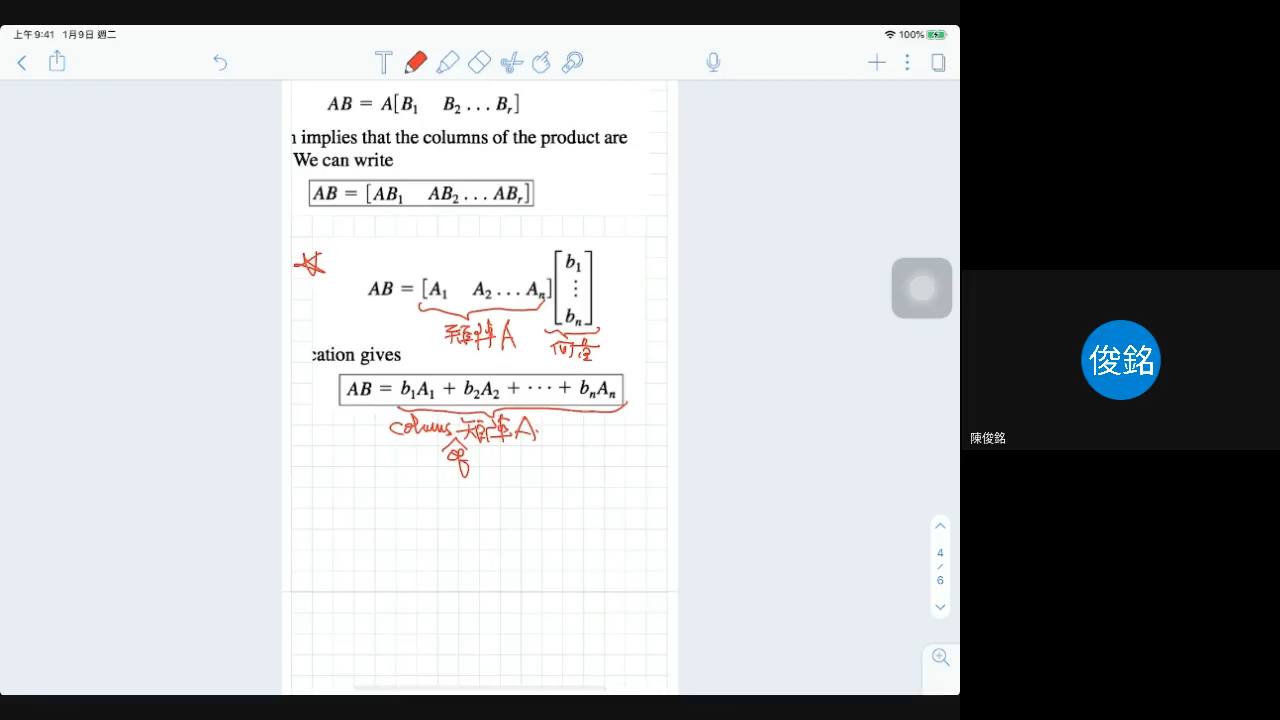 上午9:41 1月9日 週二
100%
AB = A[B₁ B₂ . . . Bᵣ]
implies that the columns of the product are
We can write
AB = [AB₁ AB₂ . . . ABᵣ]
AB = [A₁ A₂ . . . Aₙ] [b₁ ⋮ bₙ]
矩陣A
向量
cation gives
AB = b₁A₁ + b₂A₂ + · · · + bₙAₙ
column 矩陣A
of
4
/
6
俊銘
陳俊銘